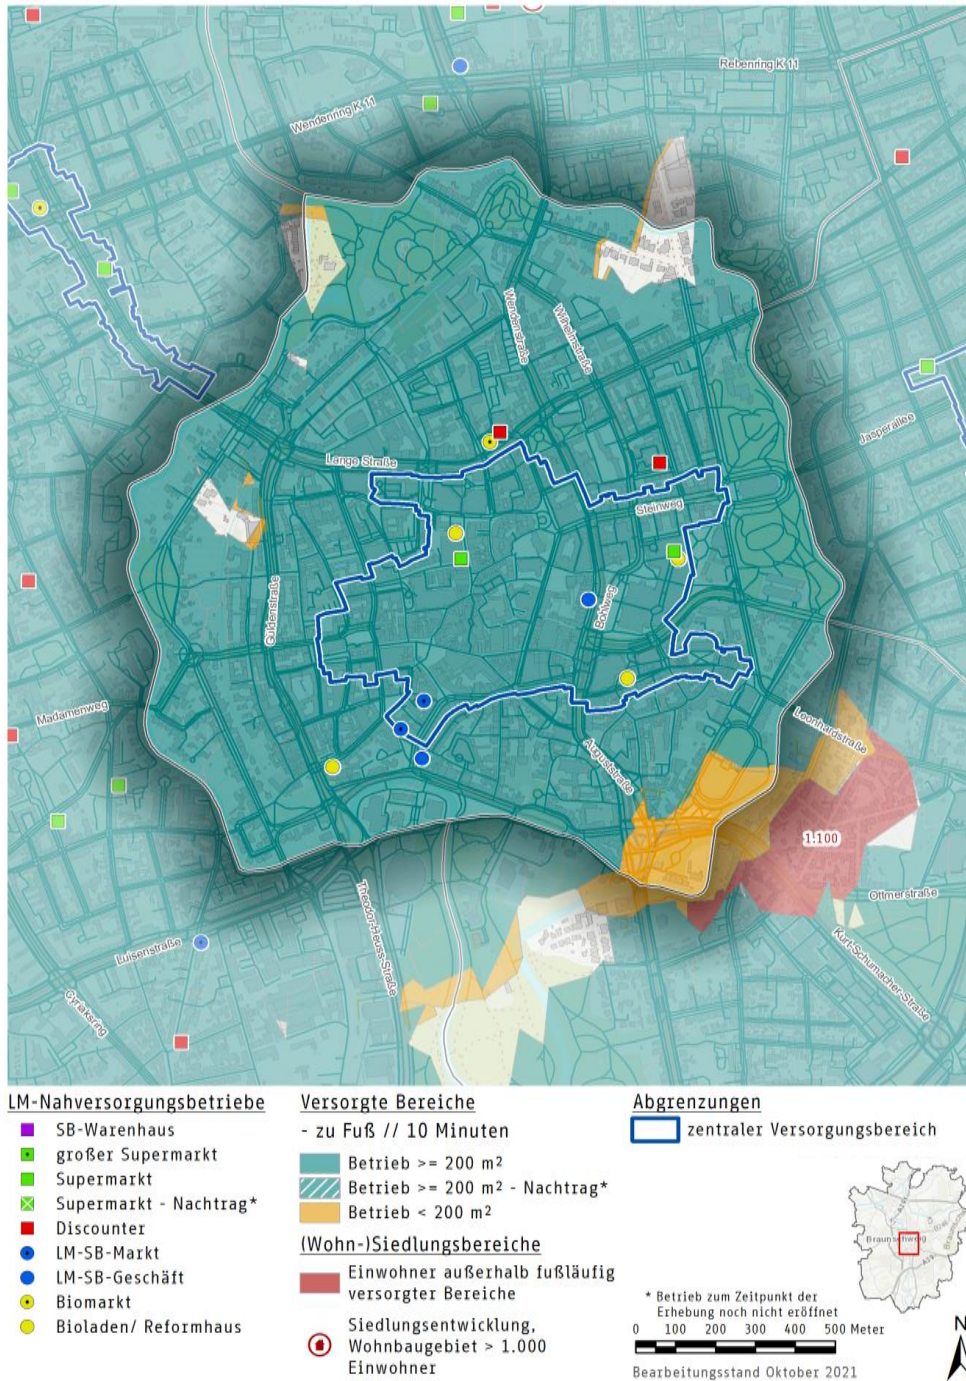 Rebenring K 11
Wendenring K 11
Wendenstraße
Wilhelmstraße
Jasperallee
Lange Straße
Steinweg
Güldenstraße
Bohlweg
Madamenweg
Leonhardstraße
Auguststraße
1.100
Ottmerstraße
Theodor-Heuss-Straße
Kurt-Schumacher-Straße
Luisenstraße
Cyriaksring
LM-Nahversorgungsbetriebe
SB-Warenhaus
großer Supermarkt
Supermarkt
Supermarkt - Nachtrag*
Discounter
LM-SB-Markt
LM-SB-Geschäft
Biomarkt
Bioladen/ Reformhaus
Versorgte Bereiche
- zu Fuß // 10 Minuten
Betrieb >= 200 m²
Betrieb >= 200 m² - Nachtrag*
Betrieb < 200 m²
(Wohn-)Siedlungsbereiche
Einwohner außerhalb fußläufig
versorgter Bereiche
Siedlungsentwicklung,
Wohnbaugebiet > 1.000
Einwohner
Abgrenzungen
zentraler Versorgungsbereich
Braunschweig
* Betrieb zum Zeitpunkt der
Erhebung noch nicht eröffnet
0 100 200 300 400 500 Meter
N
Bearbeitungsstand Oktober 2021